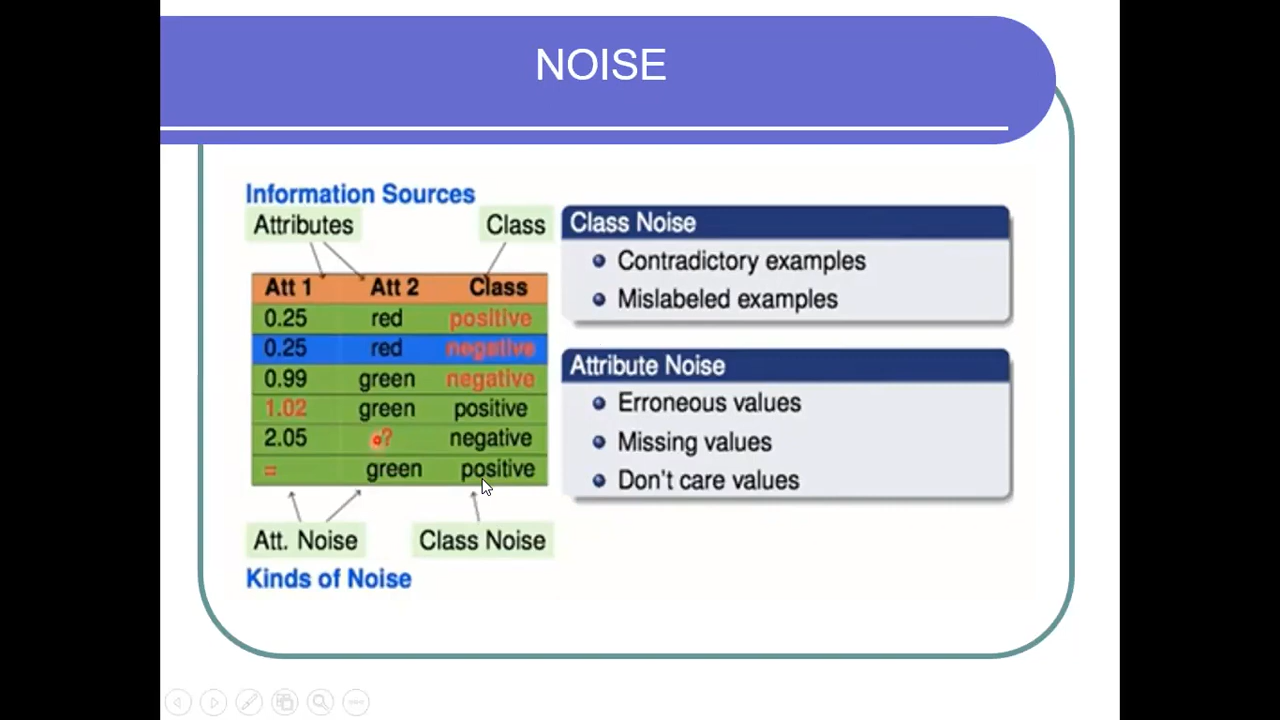 NOISE
Information Sources
Attributes Class
Att 1 Att 2 Class
0.25 red positive
0.25 red negative
0.99 green negative
1.02 green positive
2.05 ? negative
= green positive
Att. Noise Class Noise
Kinds of Noise
Class Noise
Contradictory examples
Mislabeled examples
Attribute Noise
Erroneous values
Missing values
Don't care values